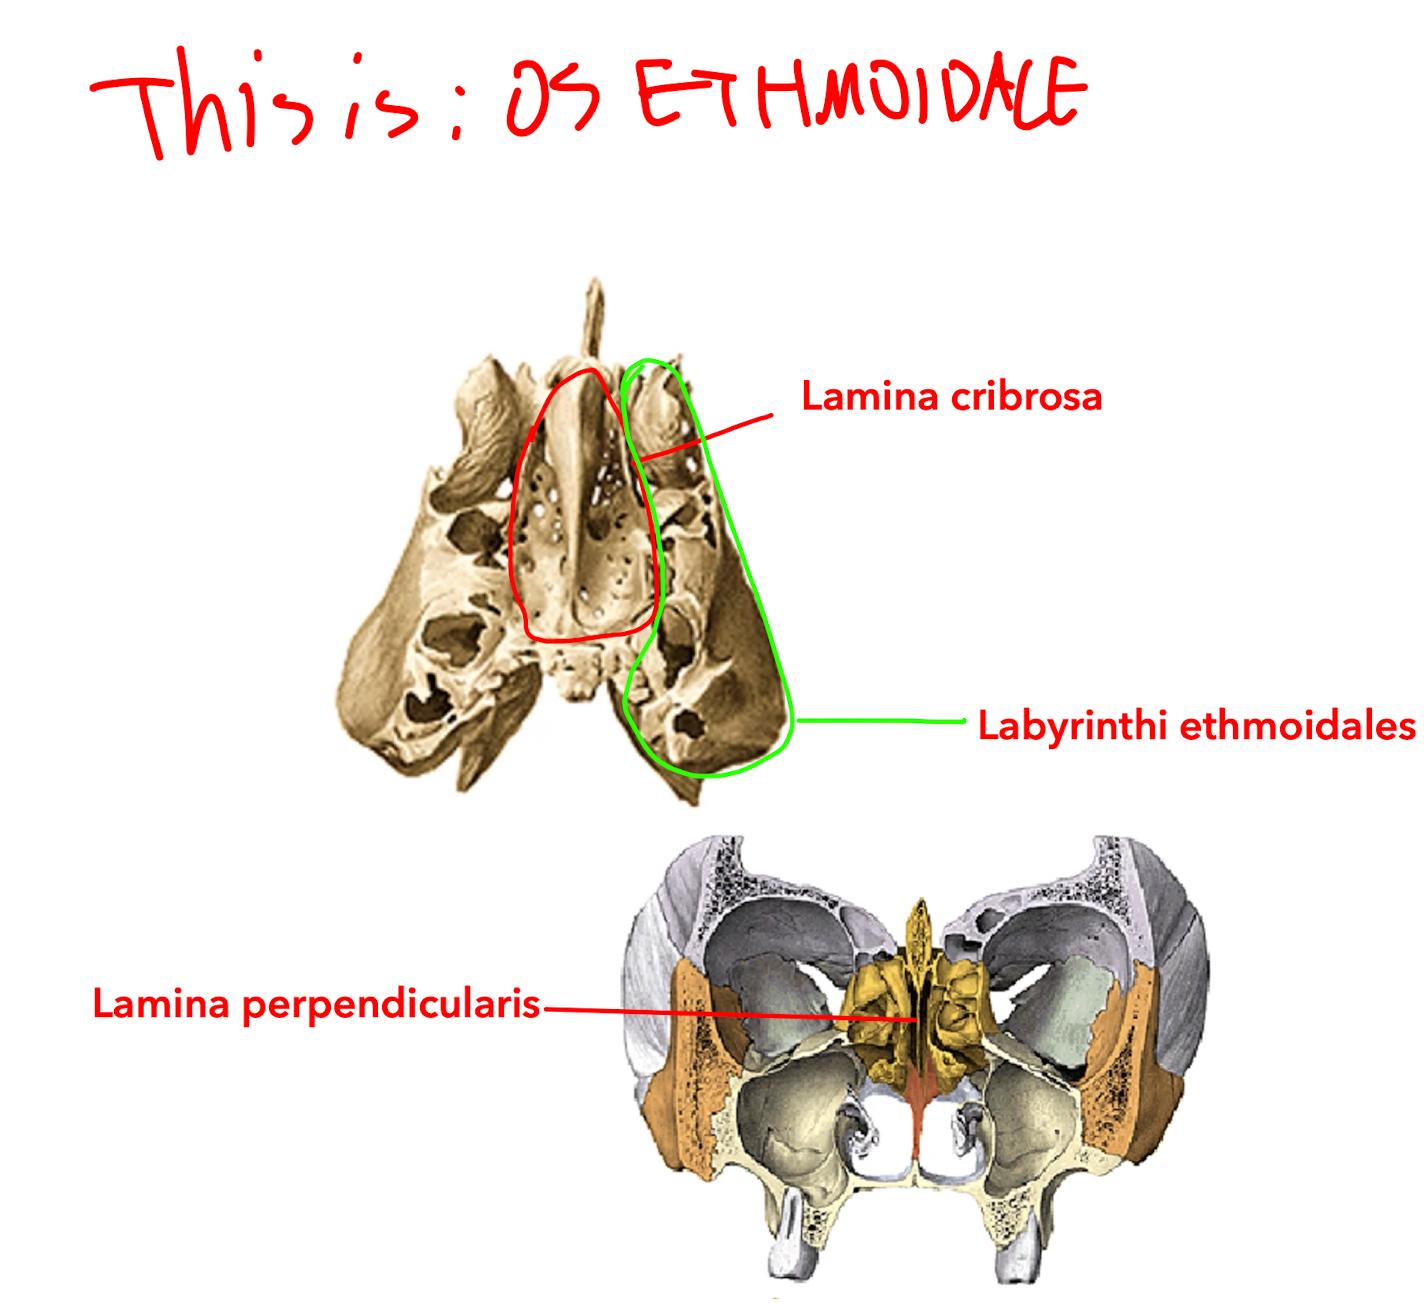 This is: OS ETHMOIDALE
Lamina cribrosa
Labyrinthi ethmoidales
Lamina perpendicularis